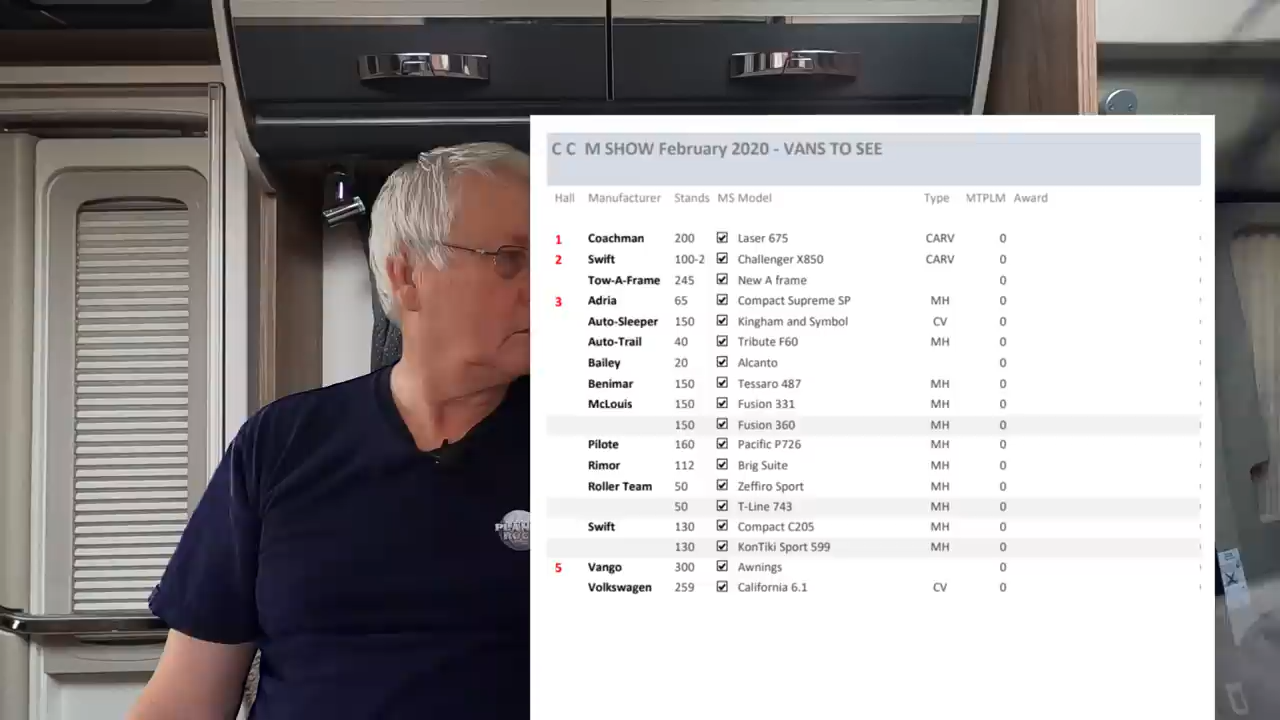 C C M SHOW February 2020 - VANS TO SEE
Hall Manufacturer Stands MS Model Type MTPLM Award
1 Coachman 200 Laser 675 CARV 0
2 Swift 100-2 Challenger X850 CARV 0
Tow-A-Frame 245 New A frame 0
3 Adria 65 Compact Supreme SP MH 0
Auto-Sleeper 150 Kingham and Symbol CV 0
Auto-Trail 40 Tribute F60 MH 0
Bailey 20 Alcanto 0
Benimar 150 Tessaro 487 MH 0
McLouis 150 Fusion 331 MH 0
150 Fusion 360 MH 0
Pilote 160 Pacific P726 MH 0
Rimor 112 Brig Suite MH 0
Roller Team 50 Zeffiro Sport MH 0
50 T-Line 743 MH 0
Swift 130 Compact C205 MH 0
130 KonTiki Sport 599 MH 0
5 Vango 300 Awnings 0
Volkswagen 259 California 6.1 CV 0